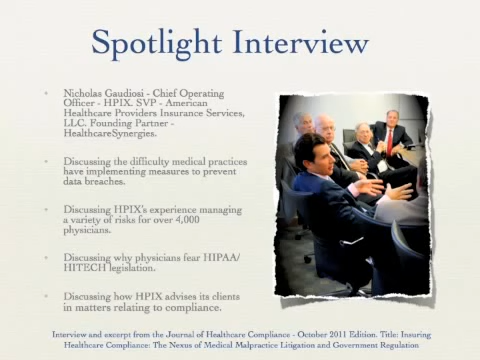 Spotlight Interview
• Nicholas Gaudiosi - Chief Operating
Officer - HPIX. SVP - American
Healthcare Providers Insurance Services,
LLC. Founding Partner -
HealthcareSynergies.
• Discussing the difficulty medical practices
have implementing measures to prevent
data breaches.
• Discussing HPIX's experience managing
a variety of risks for over 4,000
physicians.
• Discussing why physicians fear HIPAA/
HITECH legislation.
• Discussing how HPIX advises its clients
in matters relating to compliance.
Interview and excerpt from the Journal of Healthcare Compliance - October 2011 Edition. Title: Insuring
Healthcare Compliance: The Nexus of Medical Malpractice Litigation and Government Regulation